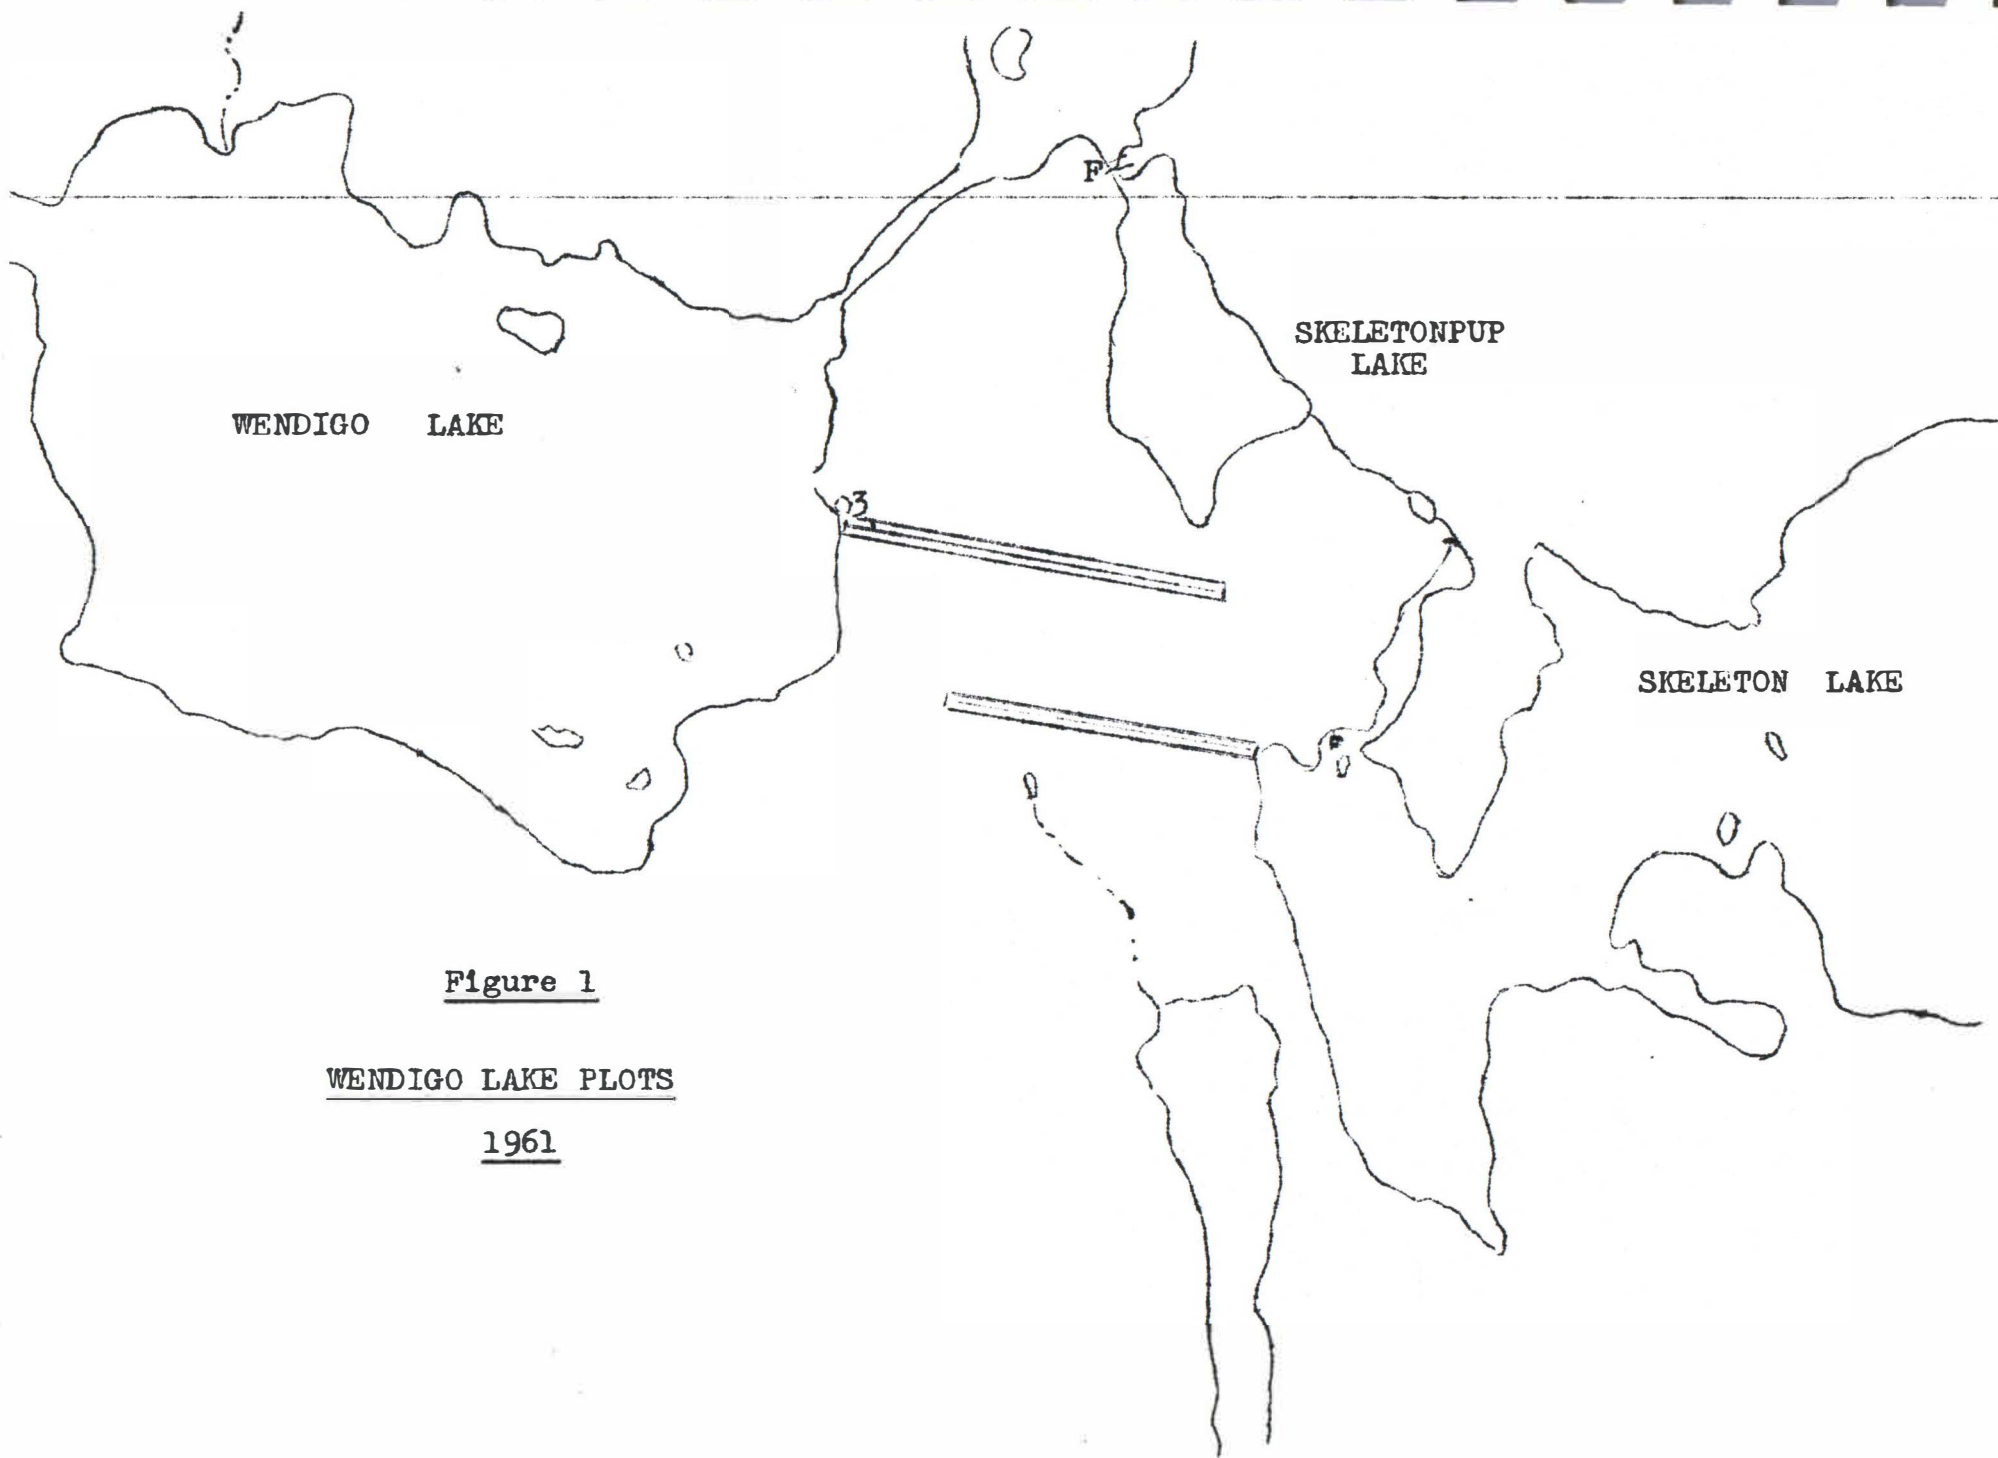 F
SKELETONPUP
LAKE
WENDIGO LAKE
3
SKELETON LAKE
F
Figure 1
WENDIGO LAKE PLOTS
1961